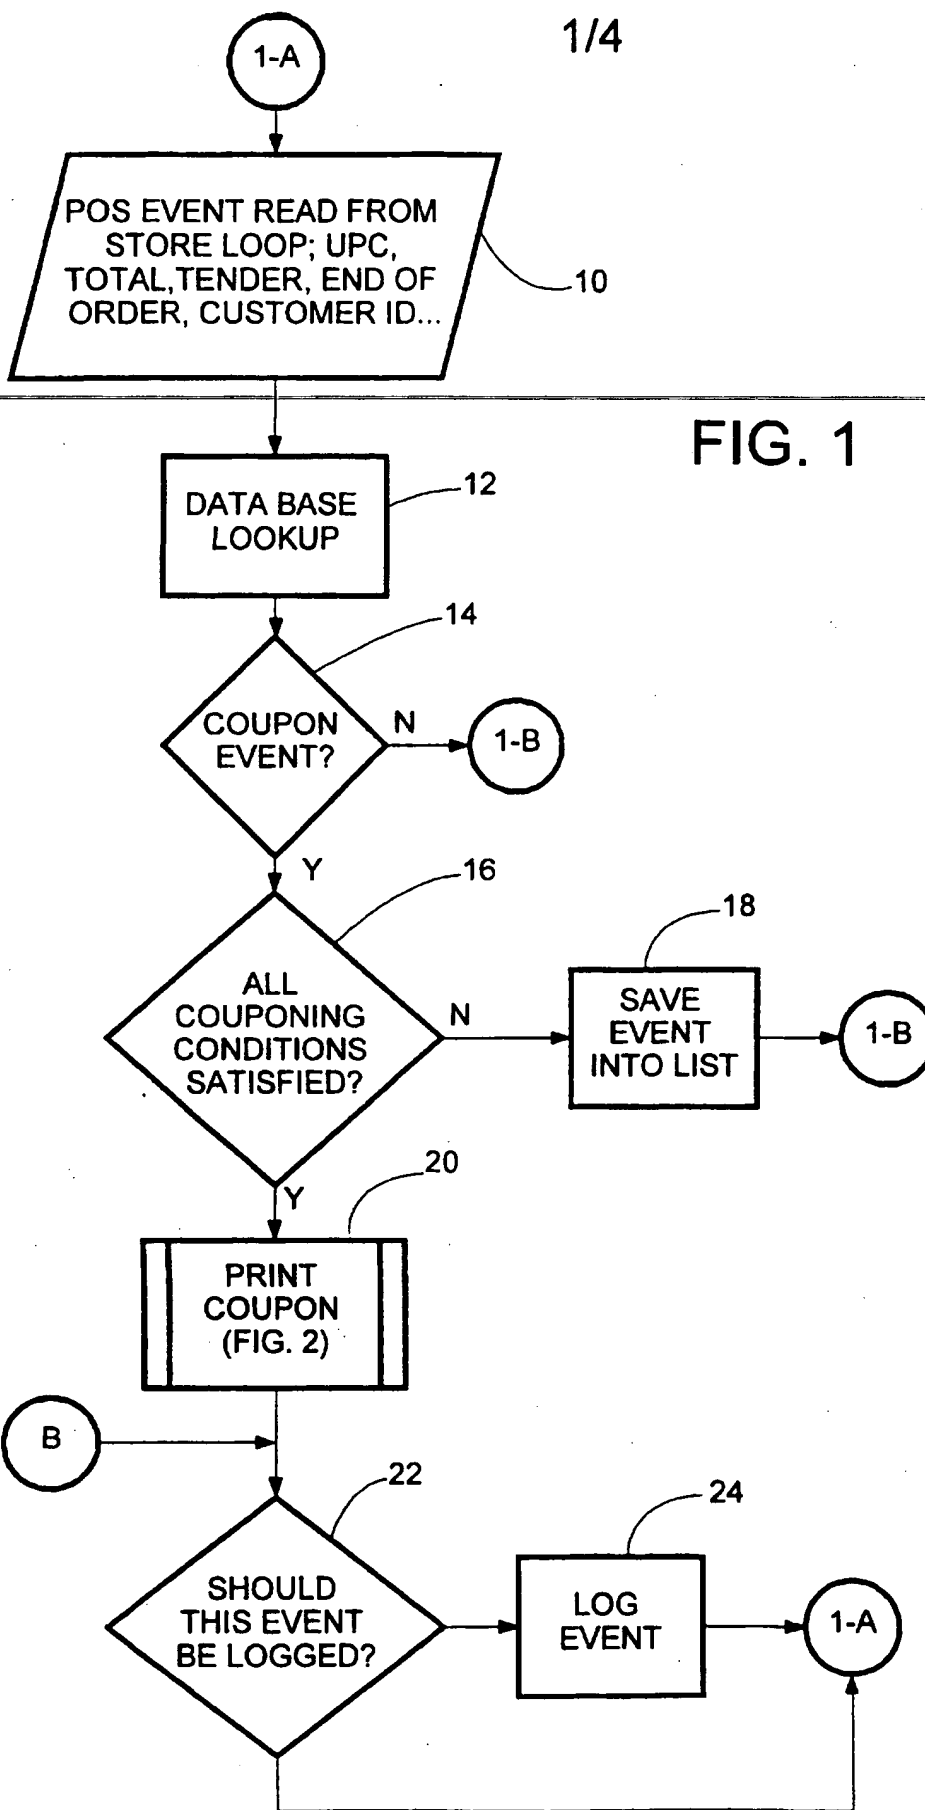 1/4
1-A
POS EVENT READ FROM
STORE LOOP; UPC,
TOTAL,TENDER, END OF
ORDER, CUSTOMER ID...
10
FIG. 1
DATA BASE
LOOKUP
12
14
COUPON
EVENT?
N
1-B
Y
16
ALL
COUPONING
CONDITIONS
SATISFIED?
N
18
SAVE
EVENT
INTO LIST
1-B
Y
20
PRINT
COUPON
(FIG. 2)
B
22
SHOULD
THIS EVENT
BE LOGGED?
24
LOG
EVENT
1-A